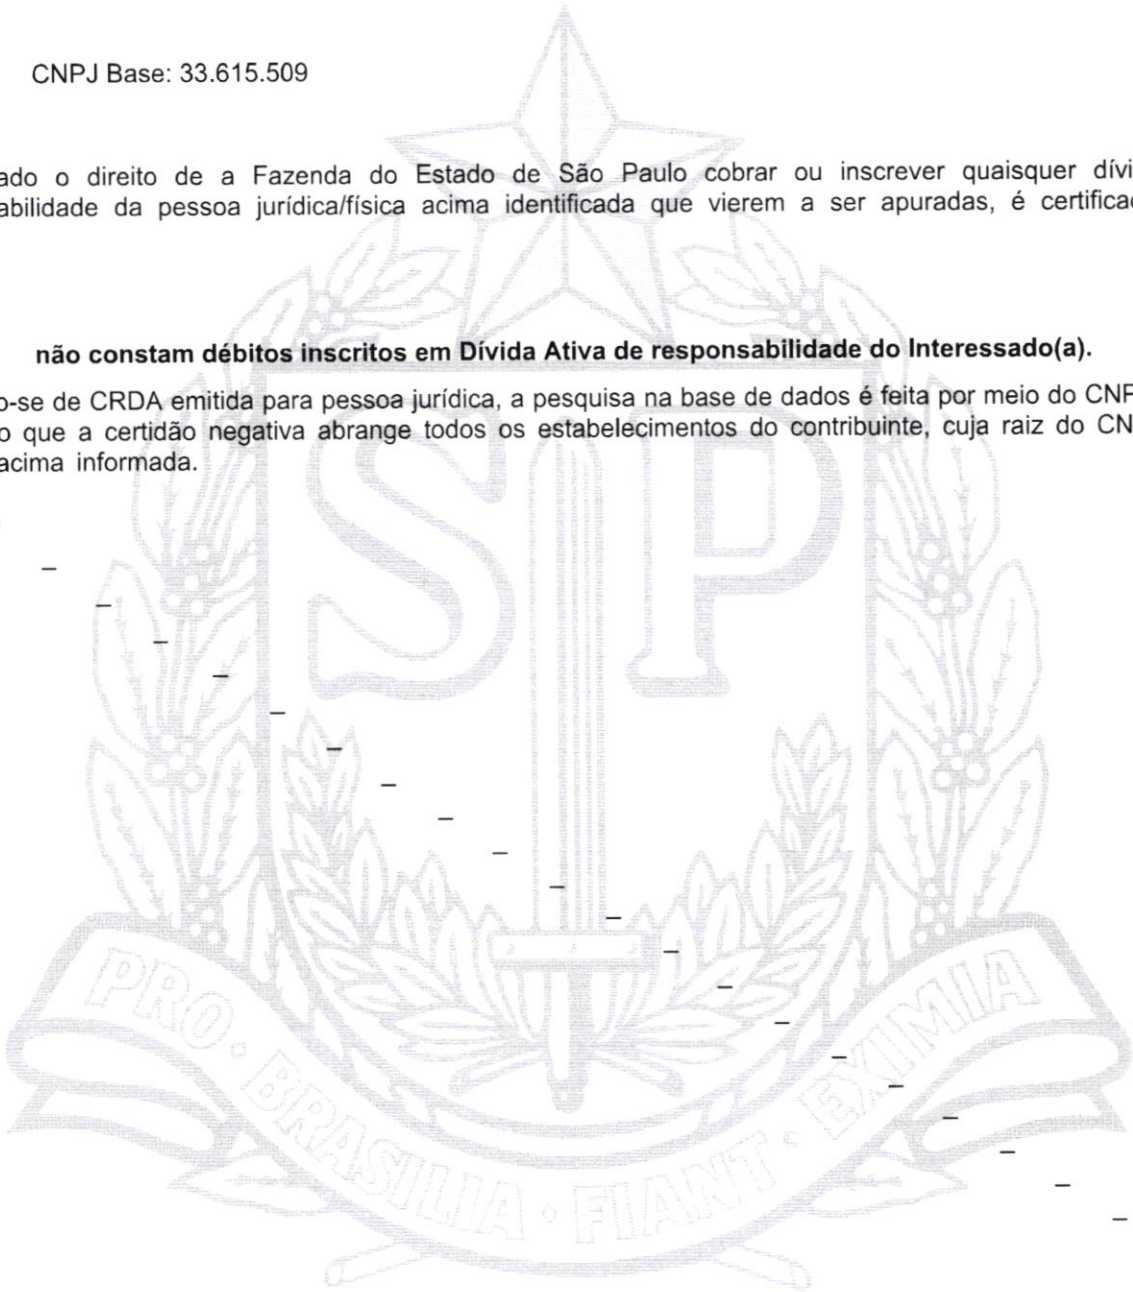 CNPJ Base: 33.615.509
ado o direito de a Fazenda do Estado de São Paulo cobrar ou inscrever quaisquer dívi
abilidade da pessoa jurídica/física acima identificada que vierem a ser apuradas, é certificad
não constam débitos inscritos em Dívida Ativa de responsabilidade do Interessado(a).
o-se de CRDA emitida para pessoa jurídica, a pesquisa na base de dados é feita por meio do CNP
o que a certidão negativa abrange todos os estabelecimentos do contribuinte, cuja raiz do CN
acima informada.
SP
PRO · BRASILIA · FIANT · EXIMIA